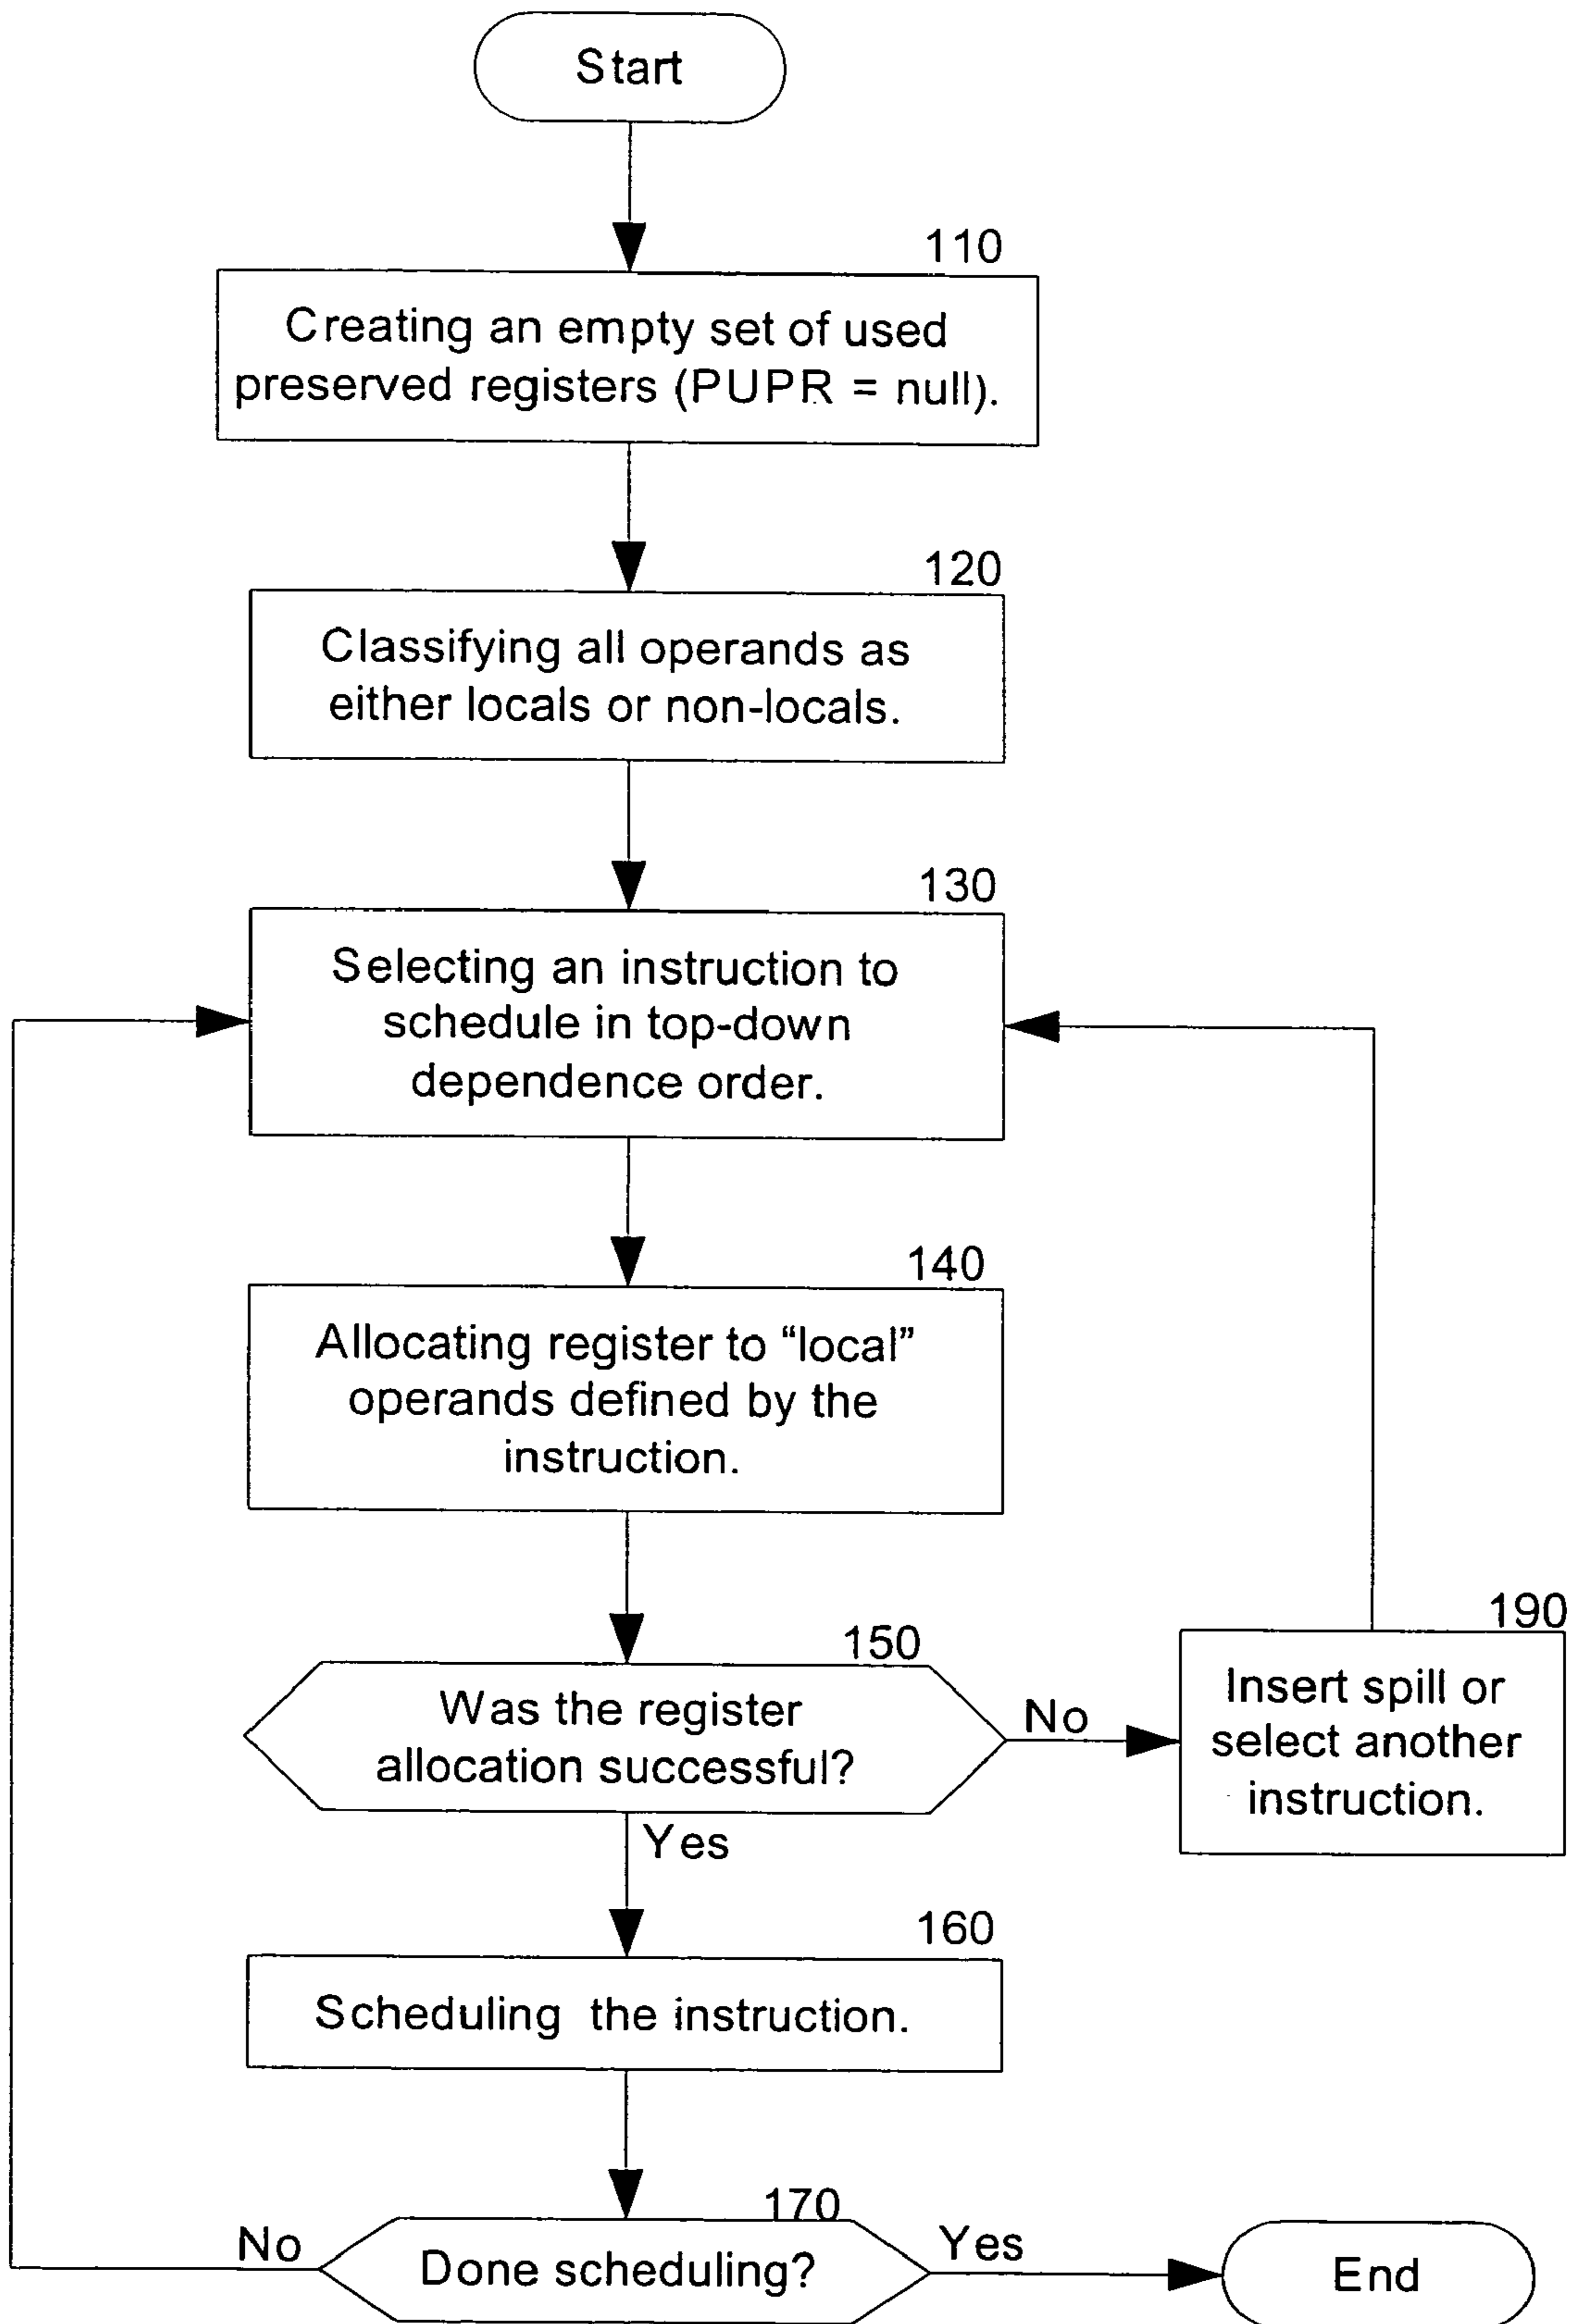 Start
110
Creating an empty set of used
preserved registers (PUPR = null).
120
Classifying all operands as
either locals or non-locals.
130
Selecting an instruction to
schedule in top-down
dependence order.
140
Allocating register to “local”
operands defined by the
instruction.
150
Was the register
allocation successful?
No
190
Insert spill or
select another
instruction.
Yes
160
Scheduling the instruction.
170
No
Done scheduling?
Yes
End